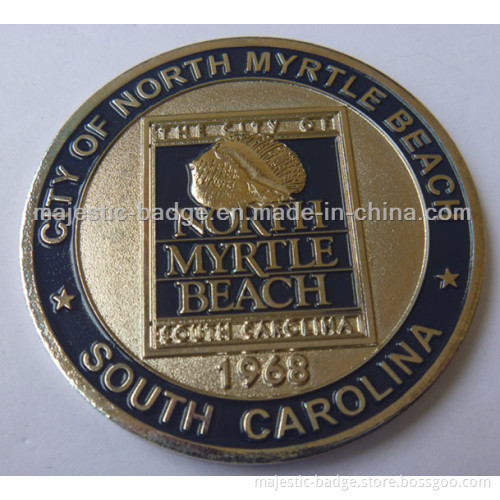 CITY OF NORTH MYRTLE BEACH
THE CITY OF
NORTH
MYRTLE
BEACH
SOUTH CAROLINA
1968
SOUTH CAROLINA
majestic-badge.en.made-in-china.com
majestic-badge.store.bossgoo.com